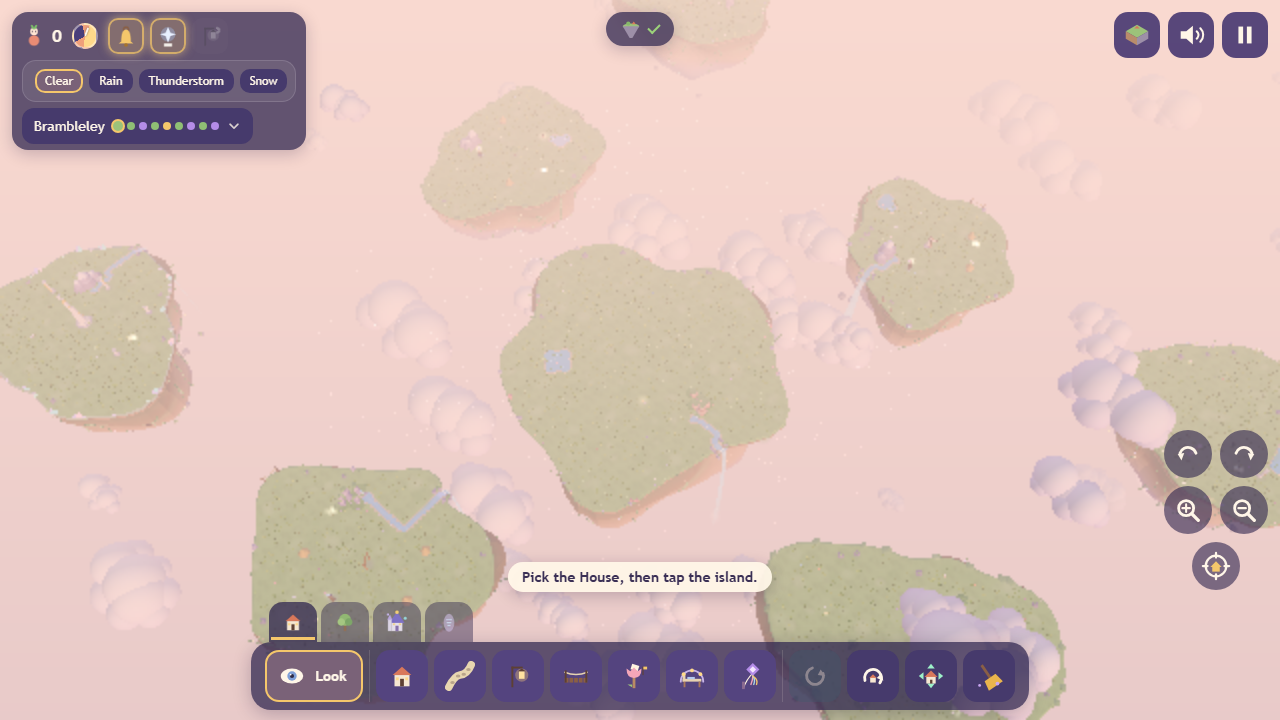 0
Clear
Rain
Thunderstorm
Snow
Brambleley
Pick the House, then tap the island.
Look